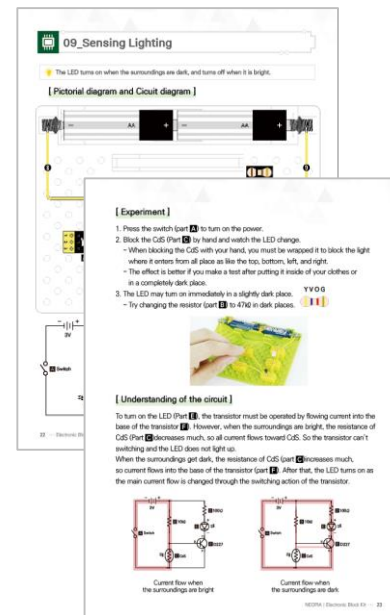 09_Sensing Lighting
The LED turns on when the surroundings are dark, and turns off when it is bright.
[ Pictorial diagram and Cicuit diagram ]
− AA + − AA +
− +
3V
A Switch
22 ··· Electronic Block
[ Experiment ]
1. Press the switch (part A) to turn on the power.
2. Block the CdS (Part C) by hand and watch the LED change.
- When blocking the CdS with your hand, you must be wrapped it to block the light
where it enters from all place as like the top, bottom, left, and right.
- The effect is better if you make a test after putting it inside of your clothes or
in a completely dark place.
3. The LED may turn on immediately in a slightly dark place.
- Try changing the resistor (part B) to 47kΩ in dark places.
Y V O G
[ Understanding of the circuit ]
To turn on the LED (Part E), the transistor must be operated by flowing current into the
base of the transistor F. However, when the surroundings are bright, the resistance of
CdS (Part C)decreases much, so all current flows toward CdS. So the transistor can't
switching and the LED does not light up.
When the surroundings get dark, the resistance of CdS (part C)increases much,
so current flows into the base of the transistor (part F). After that, the LED turns on as
the main current flow is changed through the switching action of the transistor.
3V
Switch
3V
Switch
Current flow when
the surroundings are bright
Current flow when
the surroundings are dark
Electronic Block Kit ··· 23